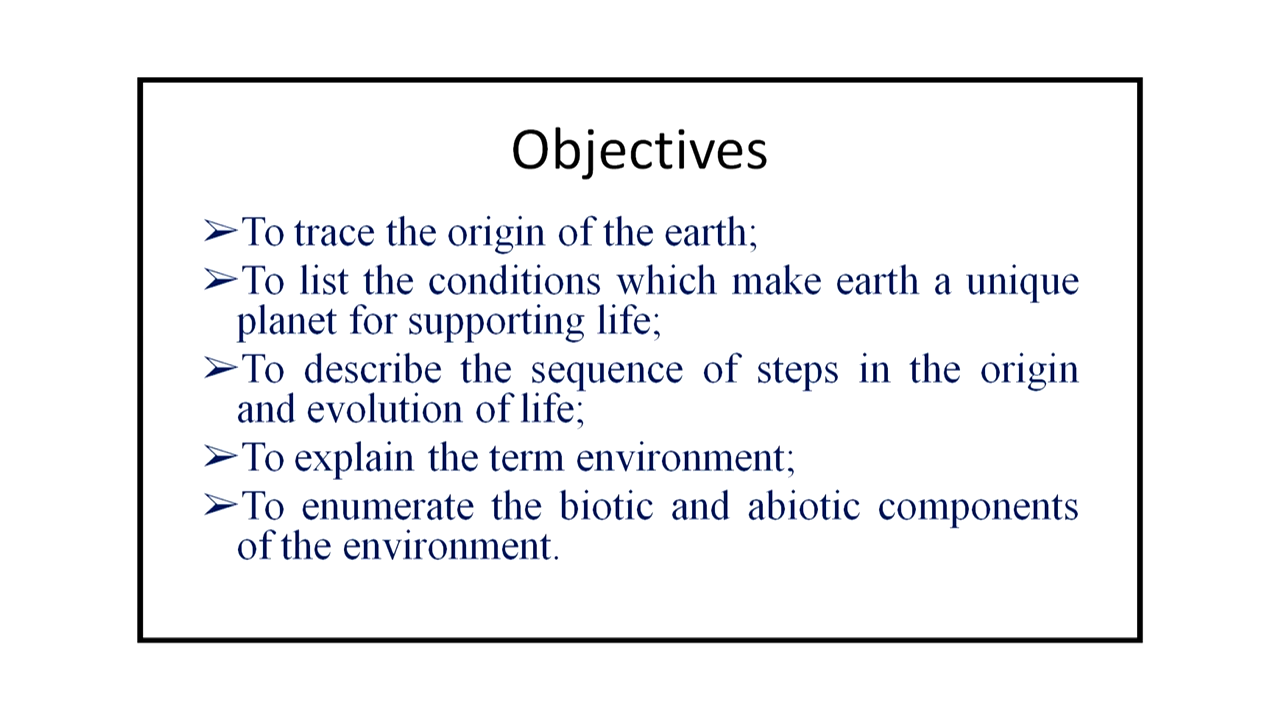 Objectives
➢To trace the origin of the earth;
➢To list the conditions which make earth a unique
planet for supporting life;
➢To describe the sequence of steps in the origin
and evolution of life;
➢To explain the term environment;
➢To enumerate the biotic and abiotic components
of the environment.